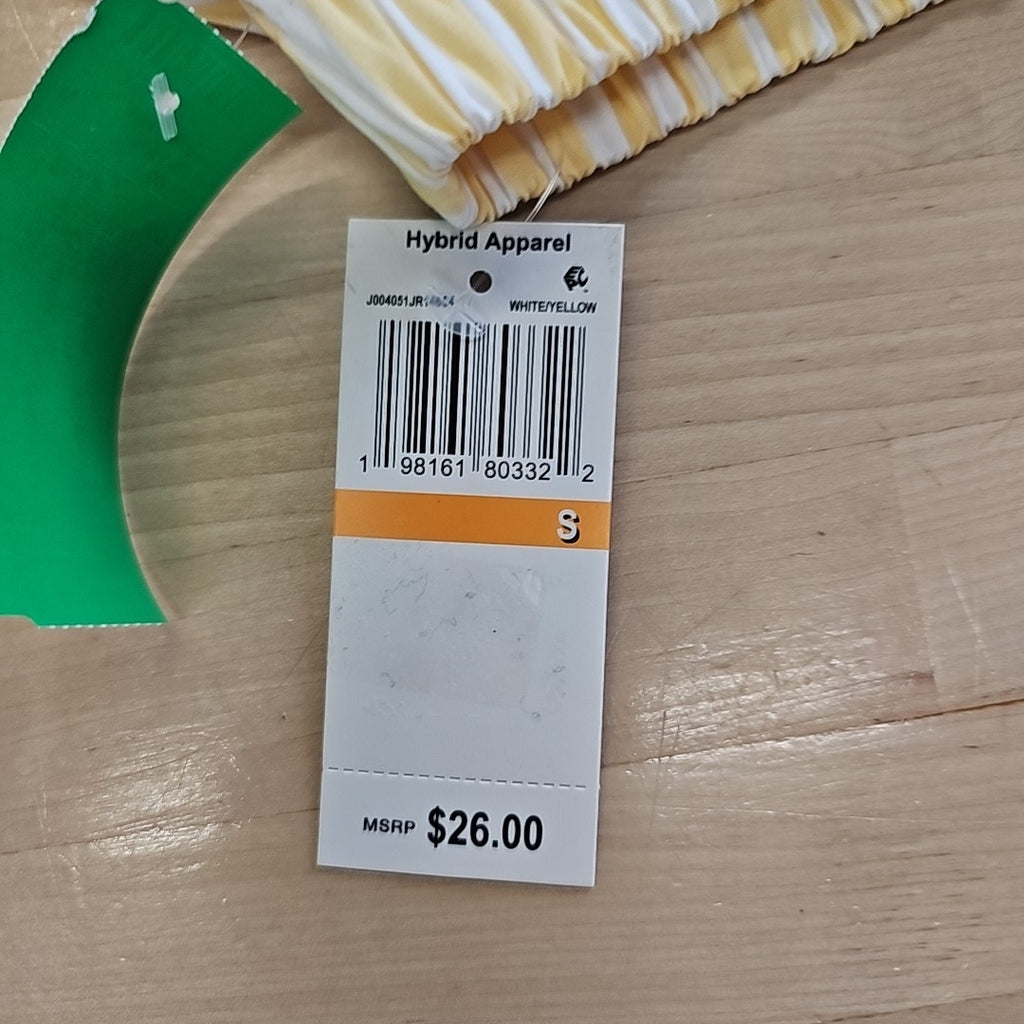 Hybrid Apparel
WHITE/YELLOW
1 98161 80332 2
S
MSRP $26.00